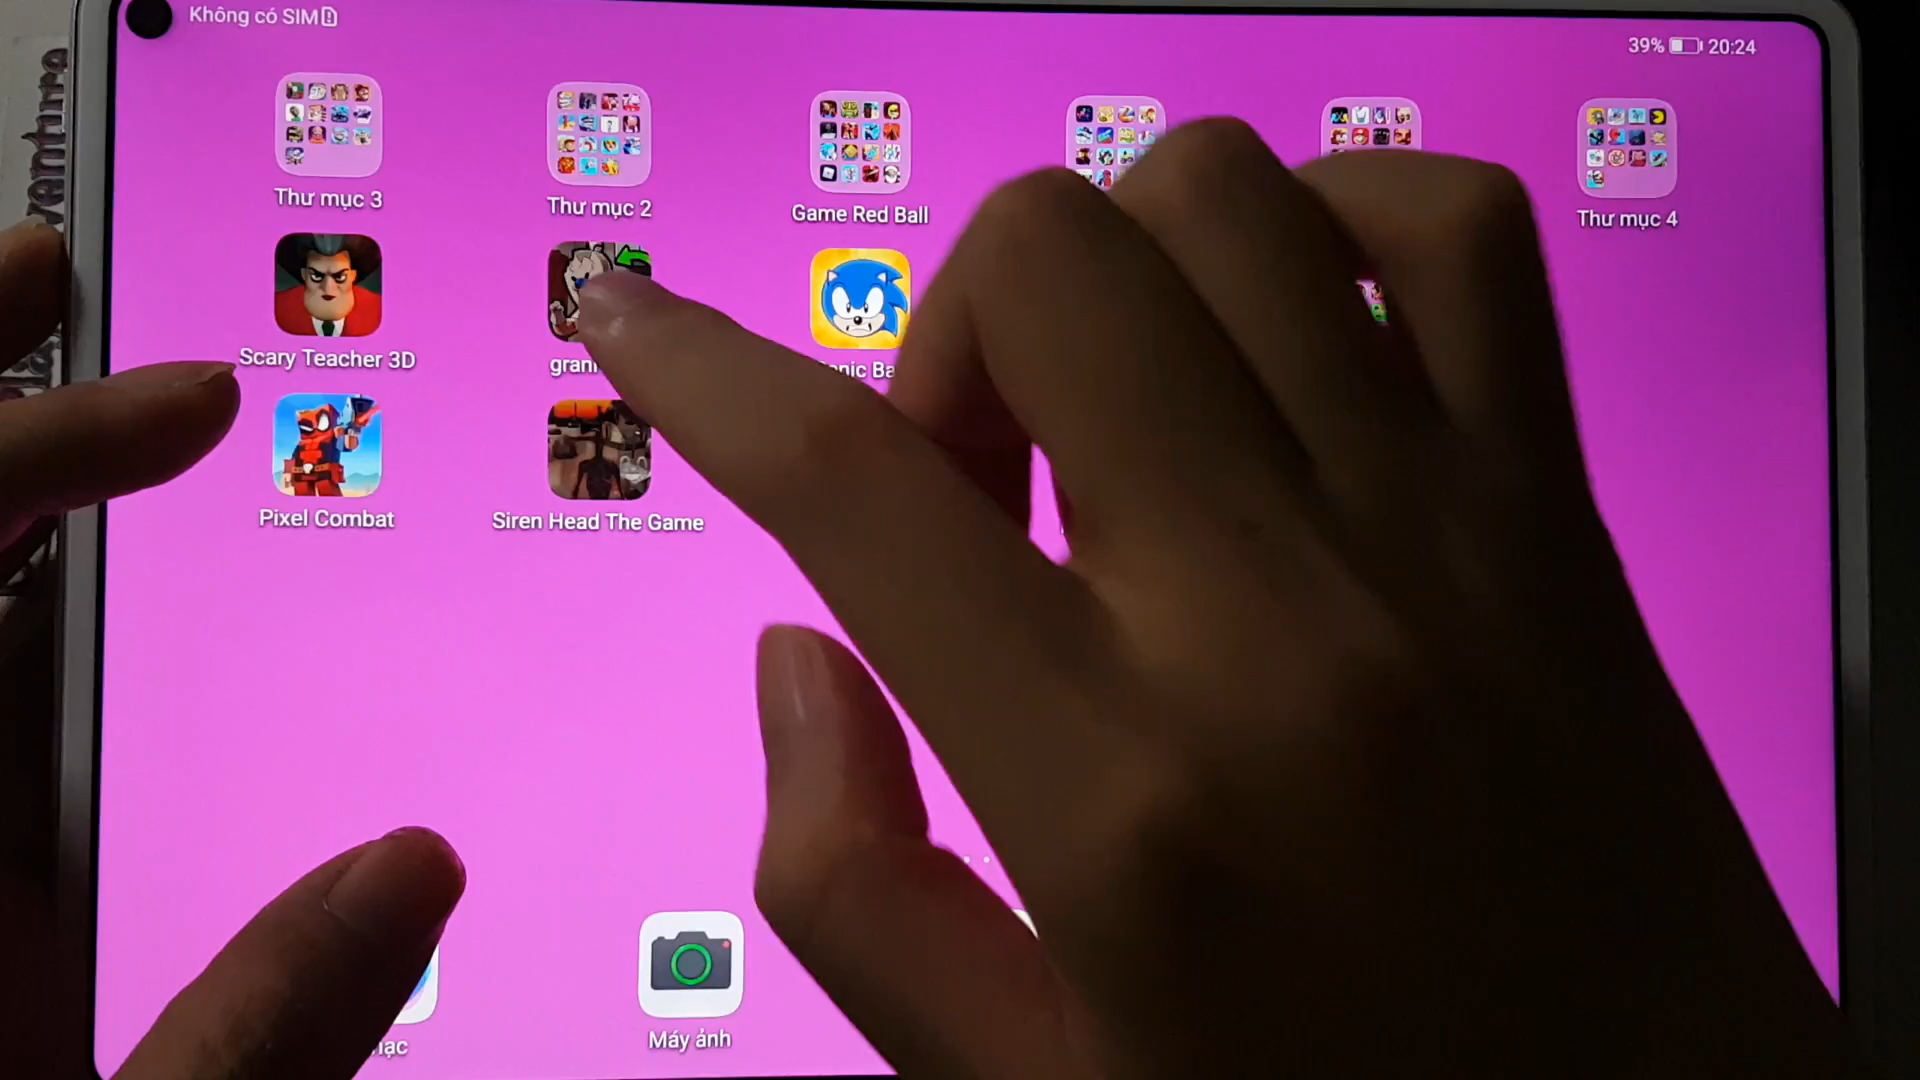 Không có SIM
39% 20:24
Thư mục 3
Thư mục 2
Game Red Ball
Thư mục 4
Scary Teacher 3D
Pixel Combat
Siren Head The Game
Máy ảnh